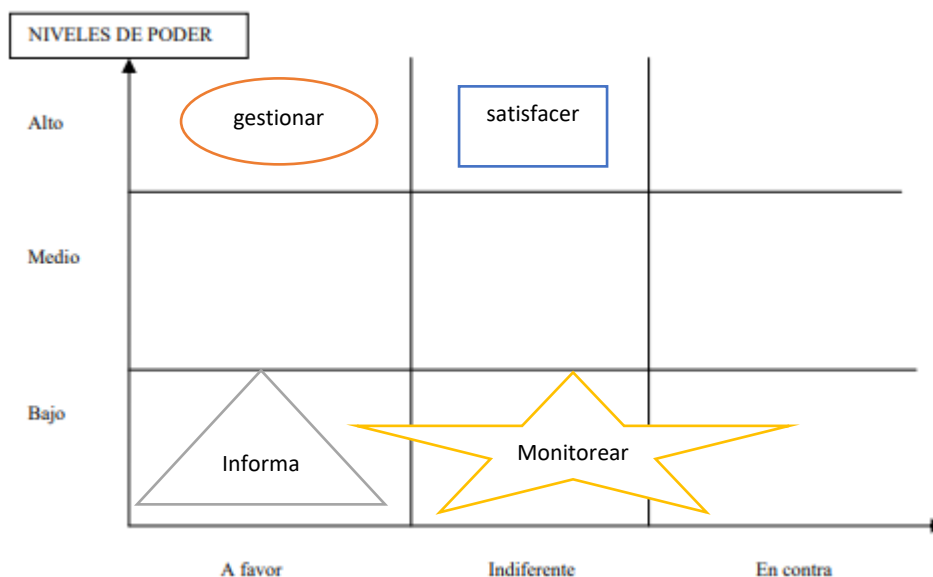 NIVELES DE PODER
Alto
gestionar
satisfacer
Medio
Bajo
Informa
Monitorear
A favor
Indiferente
En contra